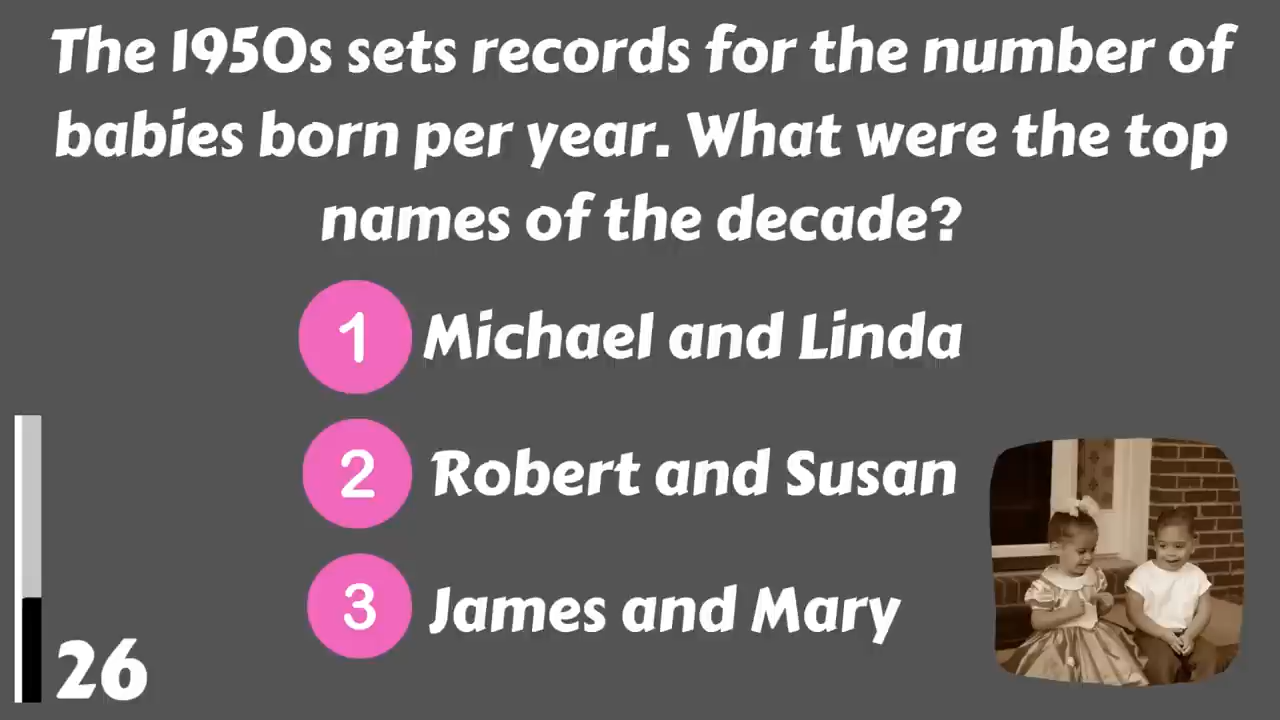 The 1950s sets records for the number of
babies born per year. What were the top
names of the decade?
1 Michael and Linda
2 Robert and Susan
3 James and Mary
26